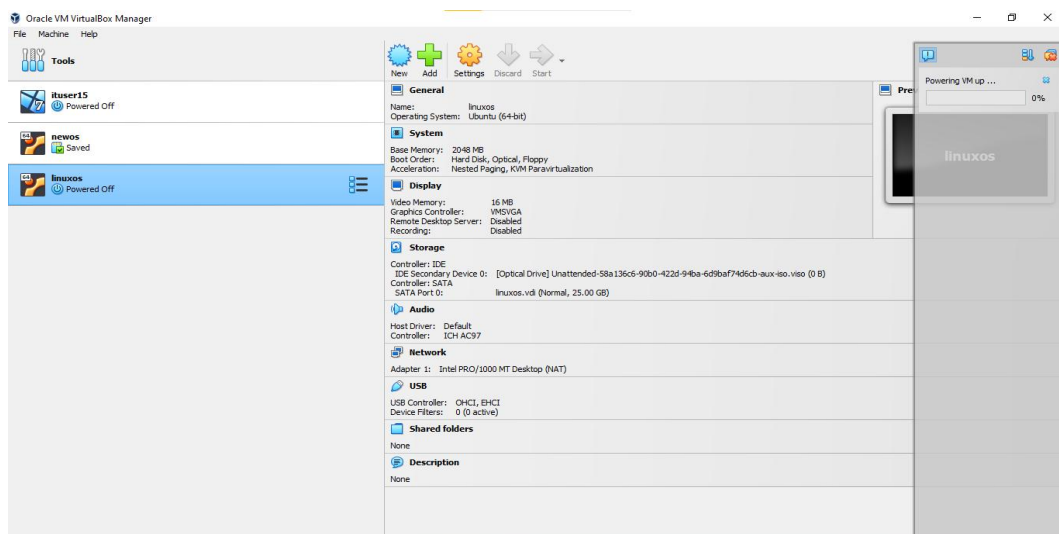 Oracle VM VirtualBox Manager
File Machine Help
Tools
New Add Settings Discard Start
ituser15
Powered Off
64 newos
Saved
64 linuxos
Powered Off
General
Name: linuxos
Operating System: Ubuntu (64-bit)
System
Base Memory: 2048 MB
Boot Order: Hard Disk, Optical, Floppy
Acceleration: Nested Paging, KVM Paravirtualization
Display
Video Memory: 16 MB
Graphics Controller: VMSVGA
Remote Desktop Server: Disabled
Recording: Disabled
Storage
Controller: IDE
IDE Secondary Device 0: [Optical Drive] Unattended-58a136c6-90b0-422d-94ba-6d9baf74d6cb-aux-iso.viso (0 B)
Controller: SATA
SATA Port 0: linuxos.vdi (Normal, 25.00 GB)
Audio
Host Driver: Default
Controller: ICH AC97
Network
Adapter 1: Intel PRO/1000 MT Desktop (NAT)
USB
USB Controller: OHCI, EHCI
Device Filters: 0 (0 active)
Shared folders
None
Description
None
Pre
linuxos
Powering VM up ...
0%